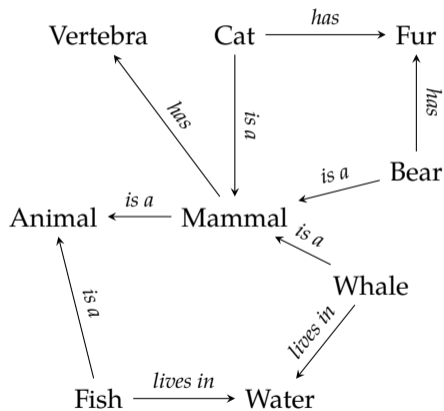 Vertebra
Cat
has
Fur
has
is a
has
is a
Bear
Animal
is a
Mammal
is a
Whale
is a
lives in
Fish
lives in
Water